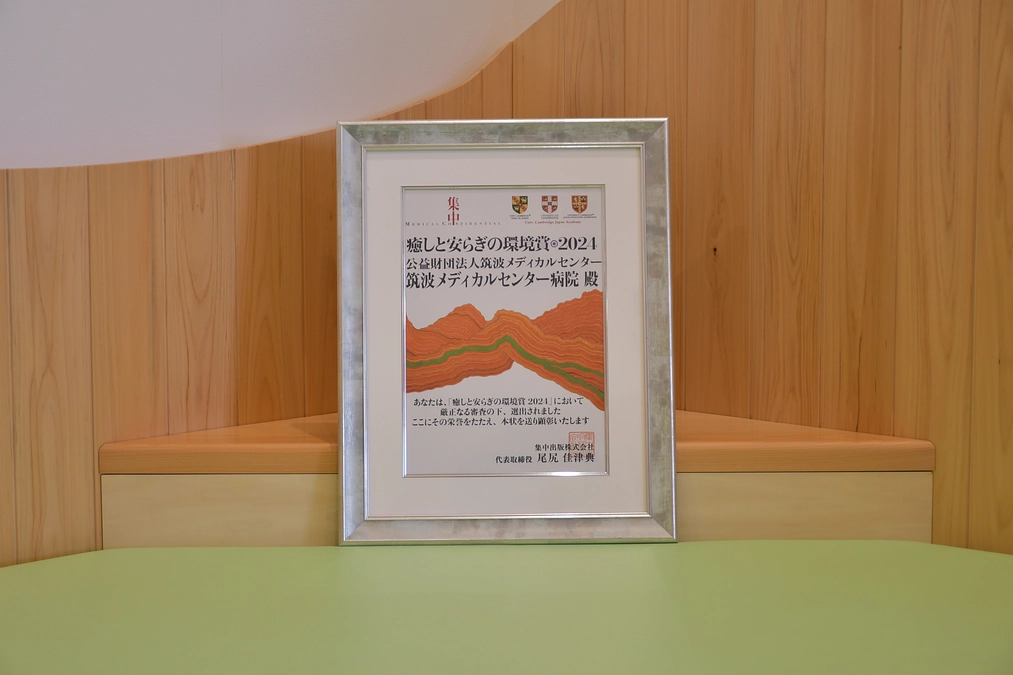 集中
MEDICAL CONFIDENTIAL
Univ. Cambridge Japan Academy
癒しと安らぎの環境賞 2024
公益財団法人筑波メディカルセンター
筑波メディカルセンター病院 殿
あなたは、「癒しと安らぎの環境賞 2024」において
厳正なる審査の下、選出されました
ここにその栄誉をたたえ、本状を送り顕彰いたします
集中出版株式会社
代表取締役 尾尻 佳津典